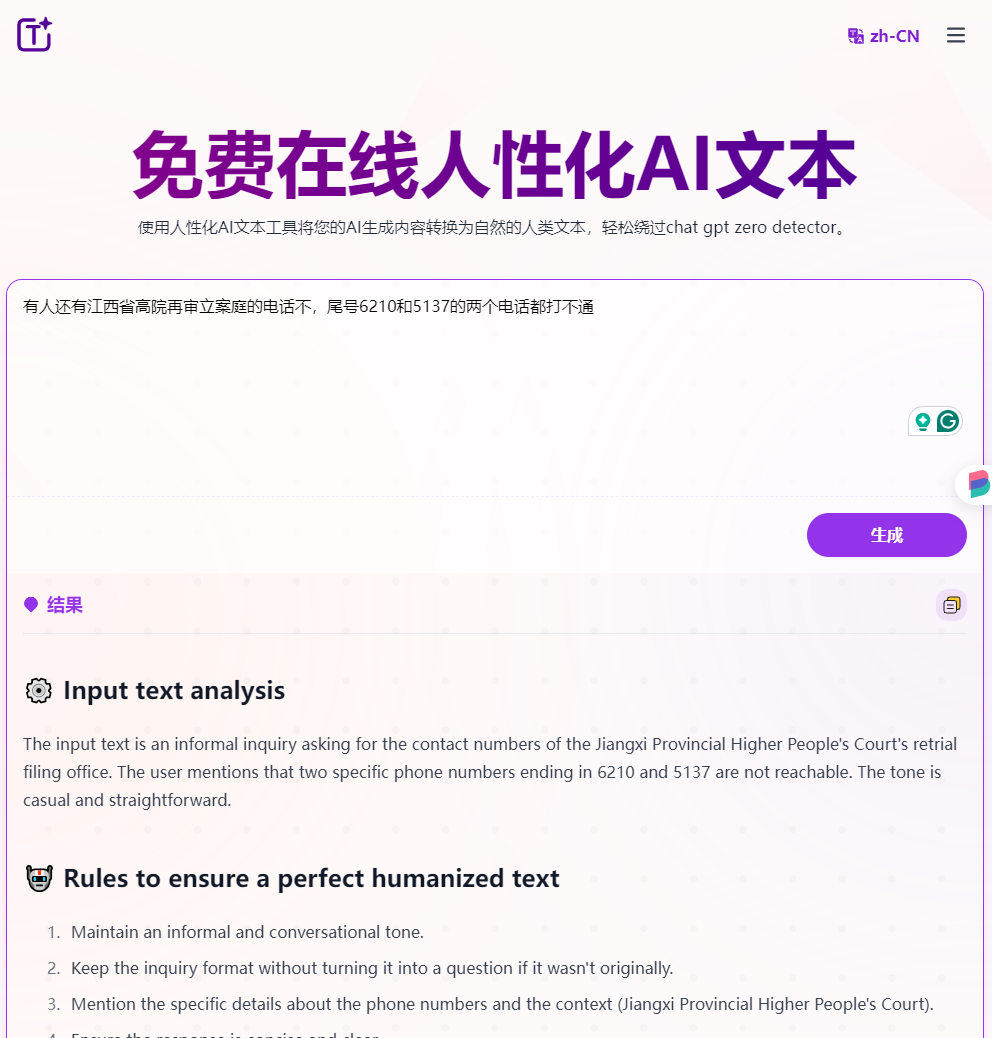 zh-CN
免费在线人性化AI文本
使用人性化AI文本工具将您的AI生成内容转换为自然的人类文本，轻松绕过chat gpt zero detector。
有人还有江西省高院再审立案庭的电话不，尾号6210和5137的两个电话都打不通
生成
结果
Input text analysis
The input text is an informal inquiry asking for the contact numbers of the Jiangxi Provincial Higher People's Court's retrial
filing office. The user mentions that two specific phone numbers ending in 6210 and 5137 are not reachable. The tone is
casual and straightforward.
Rules to ensure a perfect humanized text
1. Maintain an informal and conversational tone.
2. Keep the inquiry format without turning it into a question if it wasn't originally.
3. Mention the specific details about the phone numbers and the context (Jiangxi Provincial Higher People's Court).
4. Ensure the response is concise and clear.